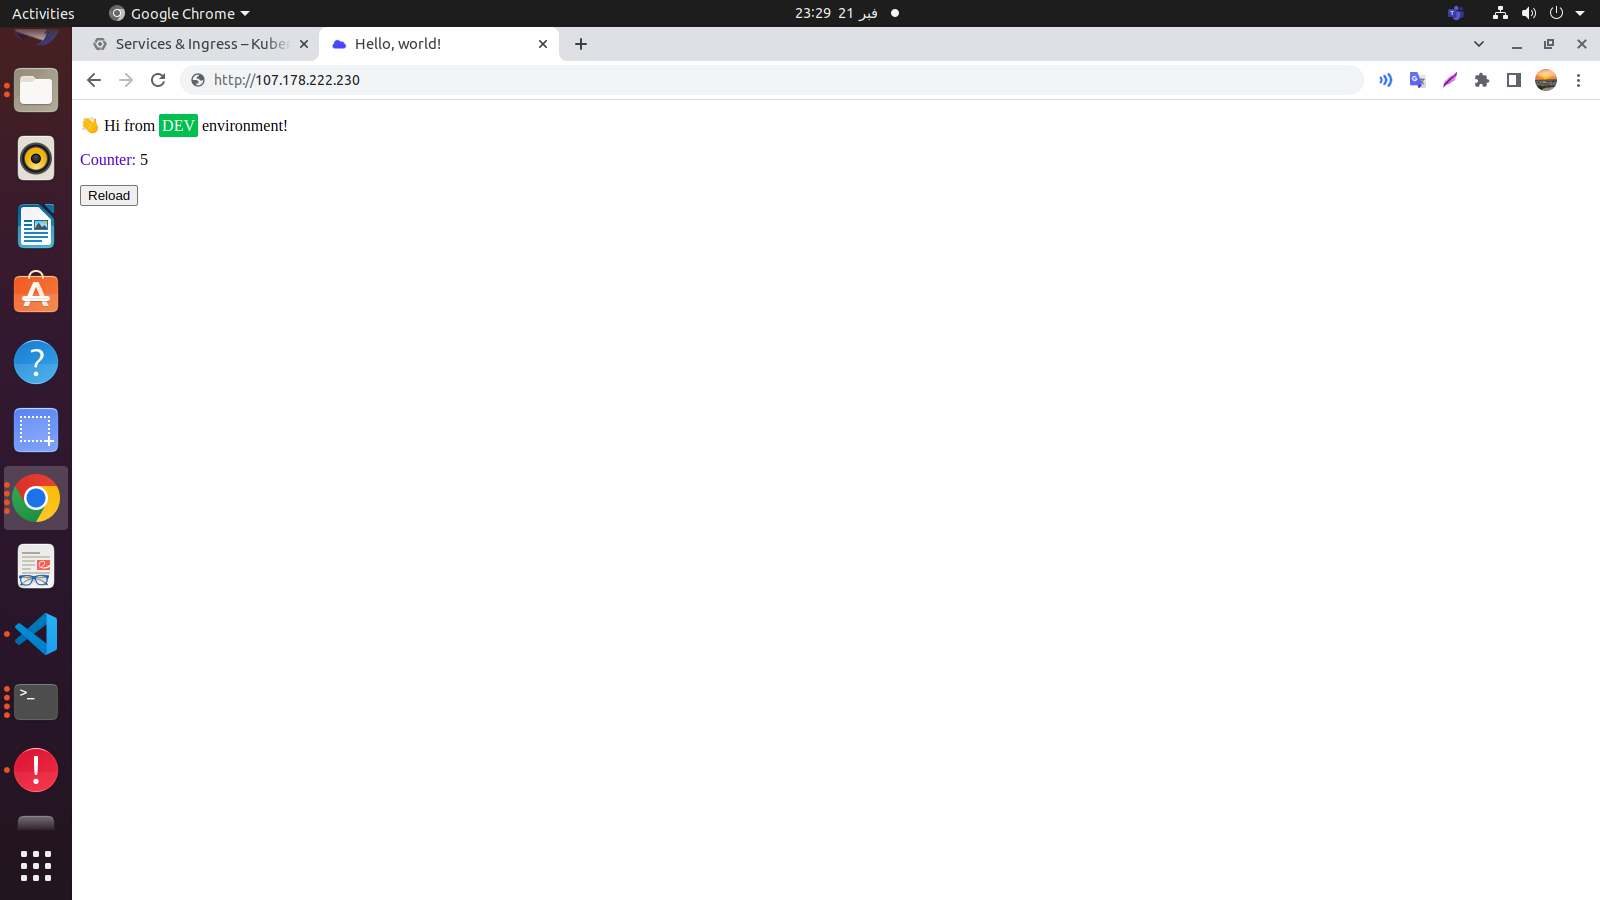 Activities
Google Chrome
23:29 21 فبر
Services & Ingress – Kuber
Hello, world!
http://107.178.222.230
👋 Hi from DEV environment!
Counter: 5
Reload